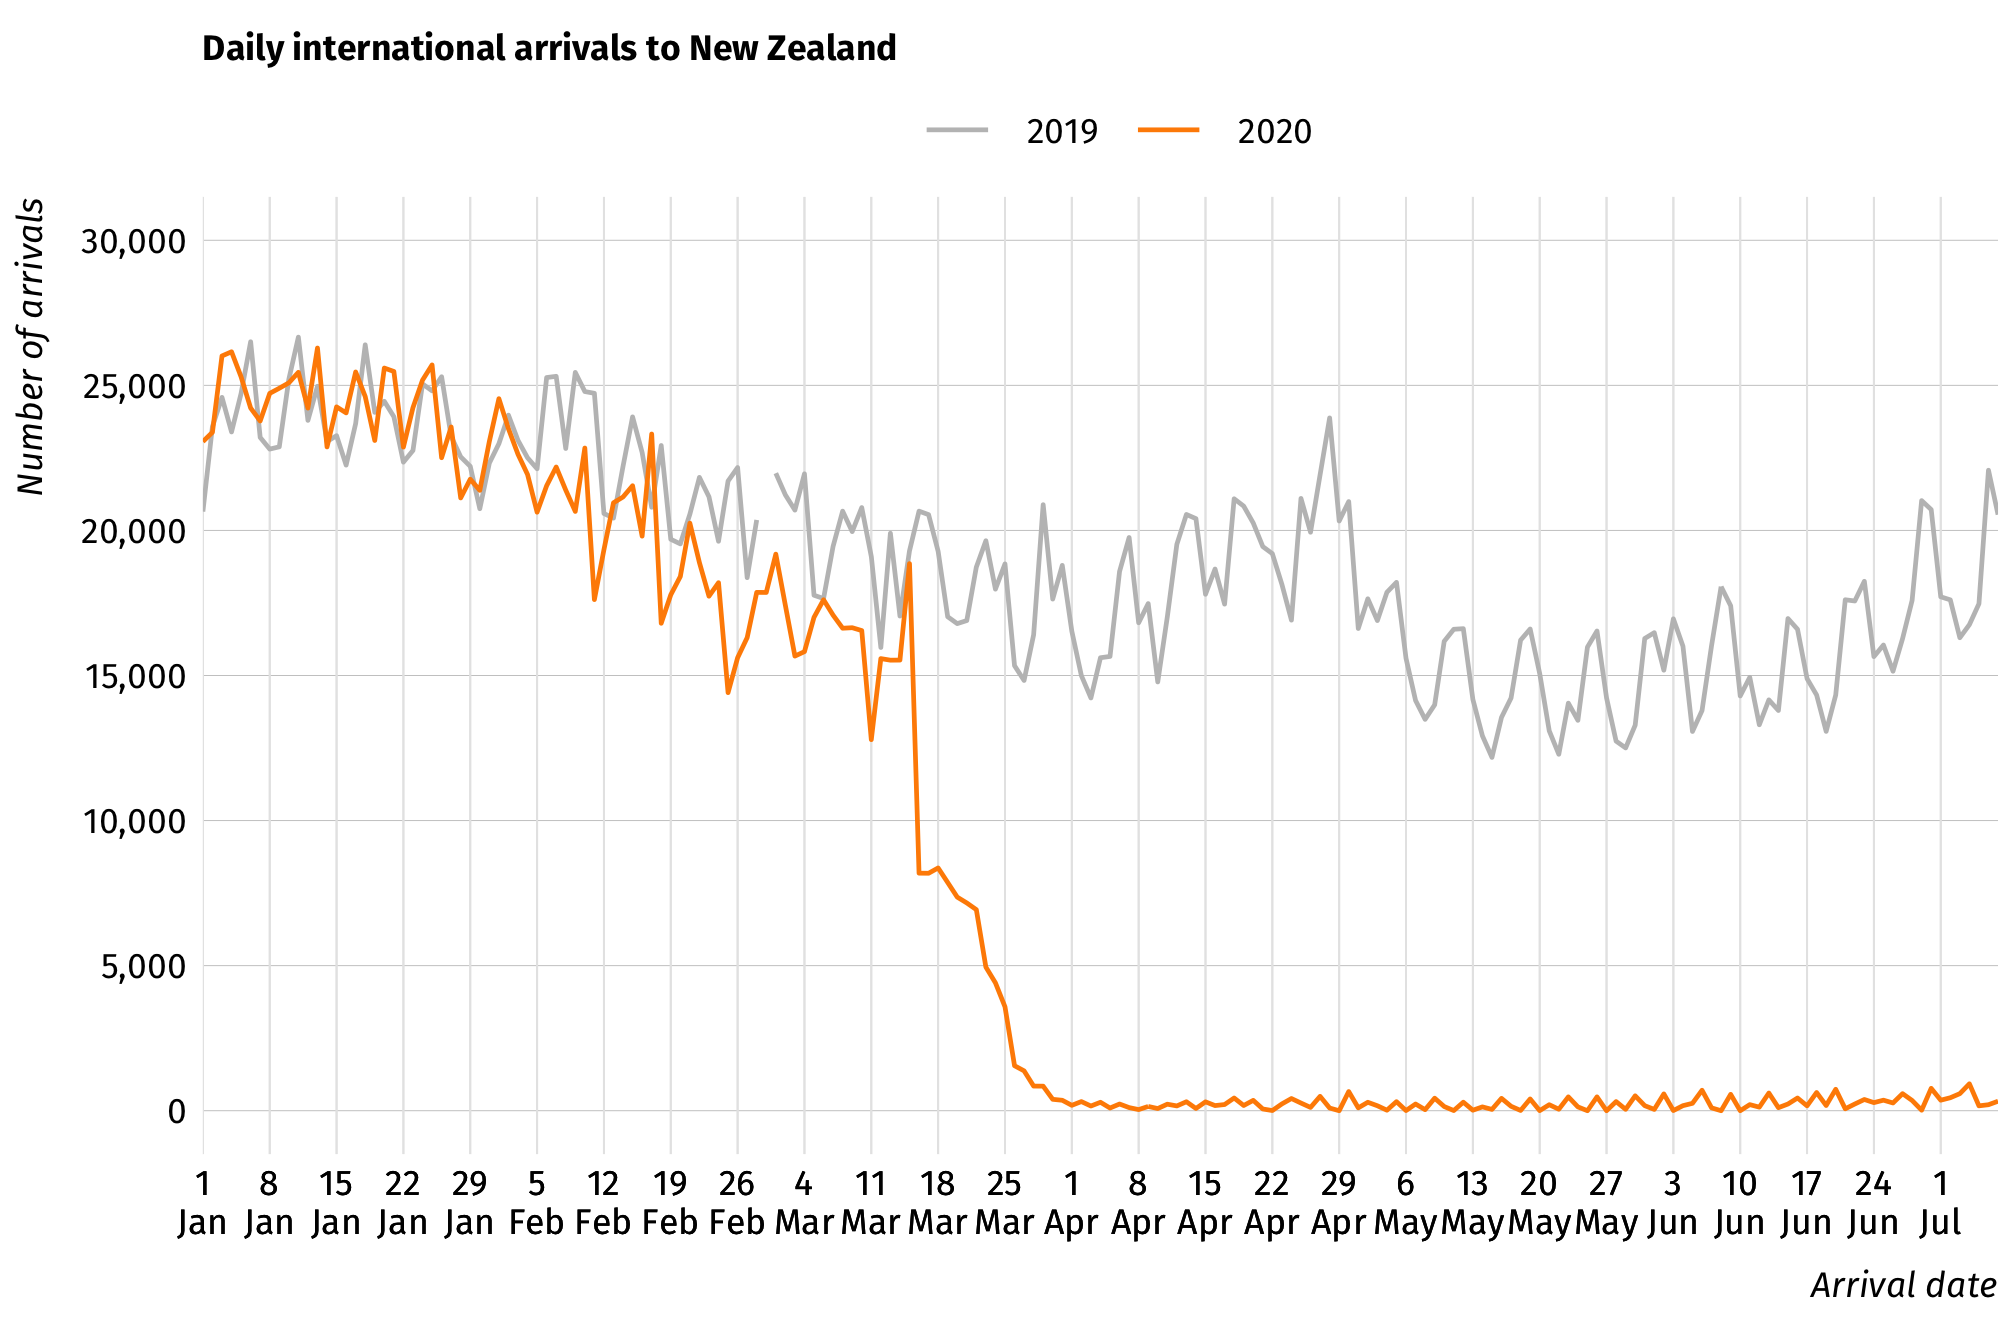 Daily international arrivals to New Zealand
2019 2020
Number of arrivals
30,000
25,000
20,000
15,000
10,000
5,000
0
1 8 15 22 29 5 12 19 26 4 11 18 25 1 8 15 22 29 6 13 20 27 3 10 17 24 1
Jan Jan Jan Jan Jan Feb Feb Feb Feb Mar Mar Mar Mar Apr Apr Apr Apr Apr May May May May Jun Jun Jun Jun Jul
Arrival date